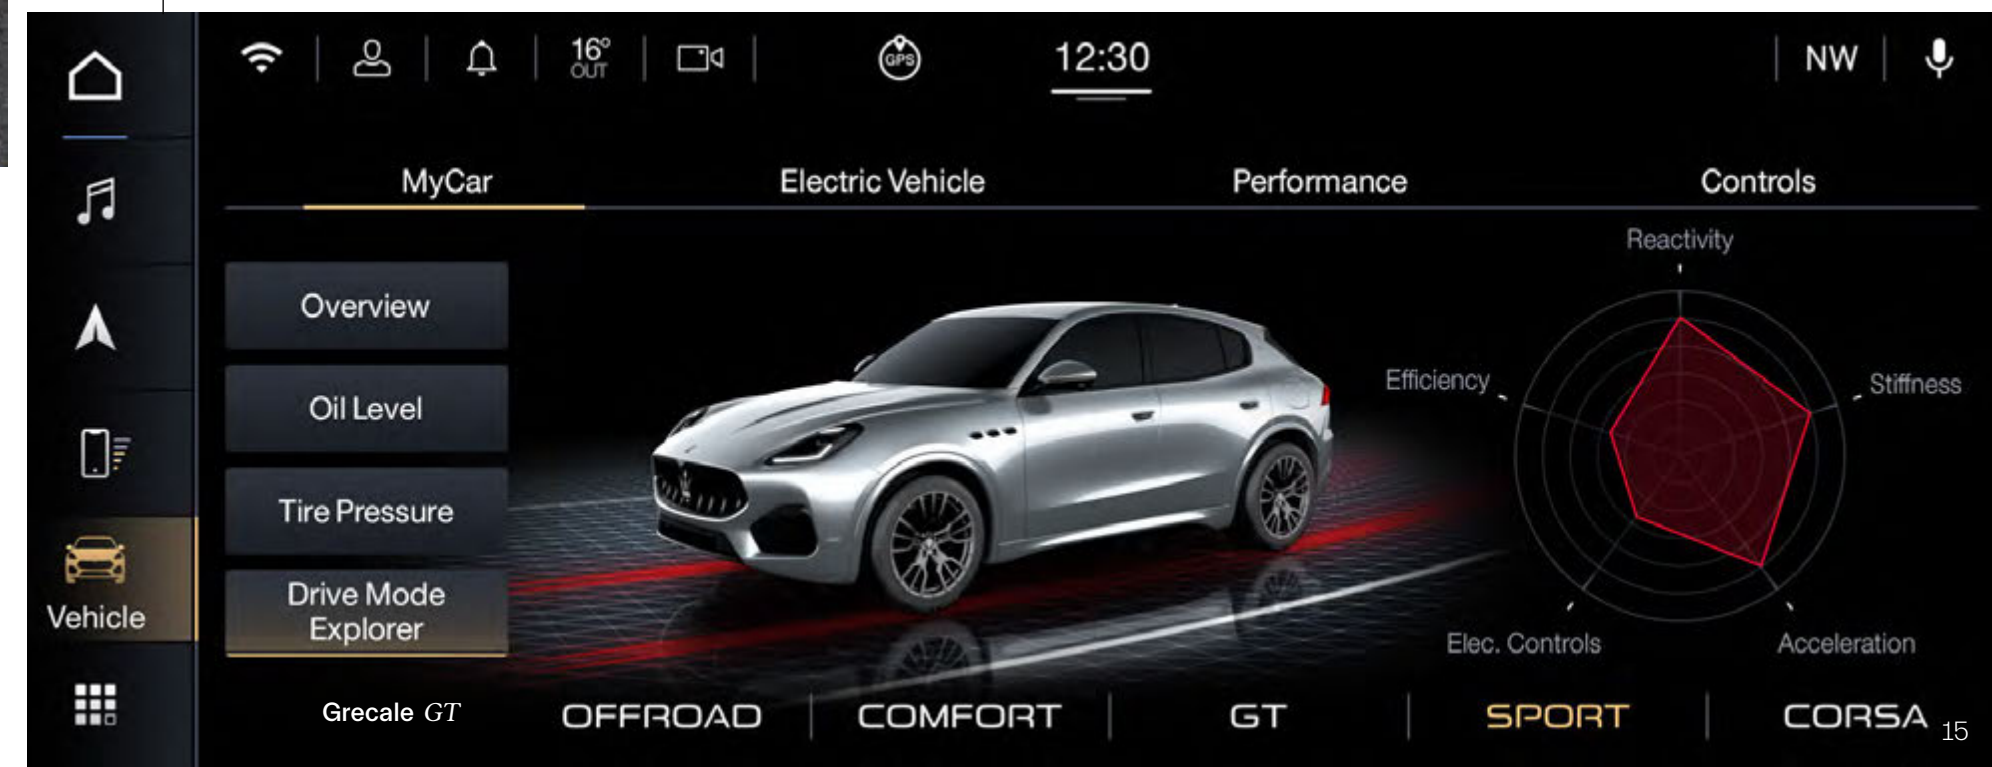 16°
OUT
GPS
12:30
NW
MyCar
Electric Vehicle
Performance
Controls
Overview
Oil Level
Tire Pressure
Drive Mode
Explorer
Vehicle
Reactivity
Efficiency
Stiffness
Elec. Controls
Acceleration
Grecale GT
OFFROAD
COMFORT
GT
SPORT
CORSA
15